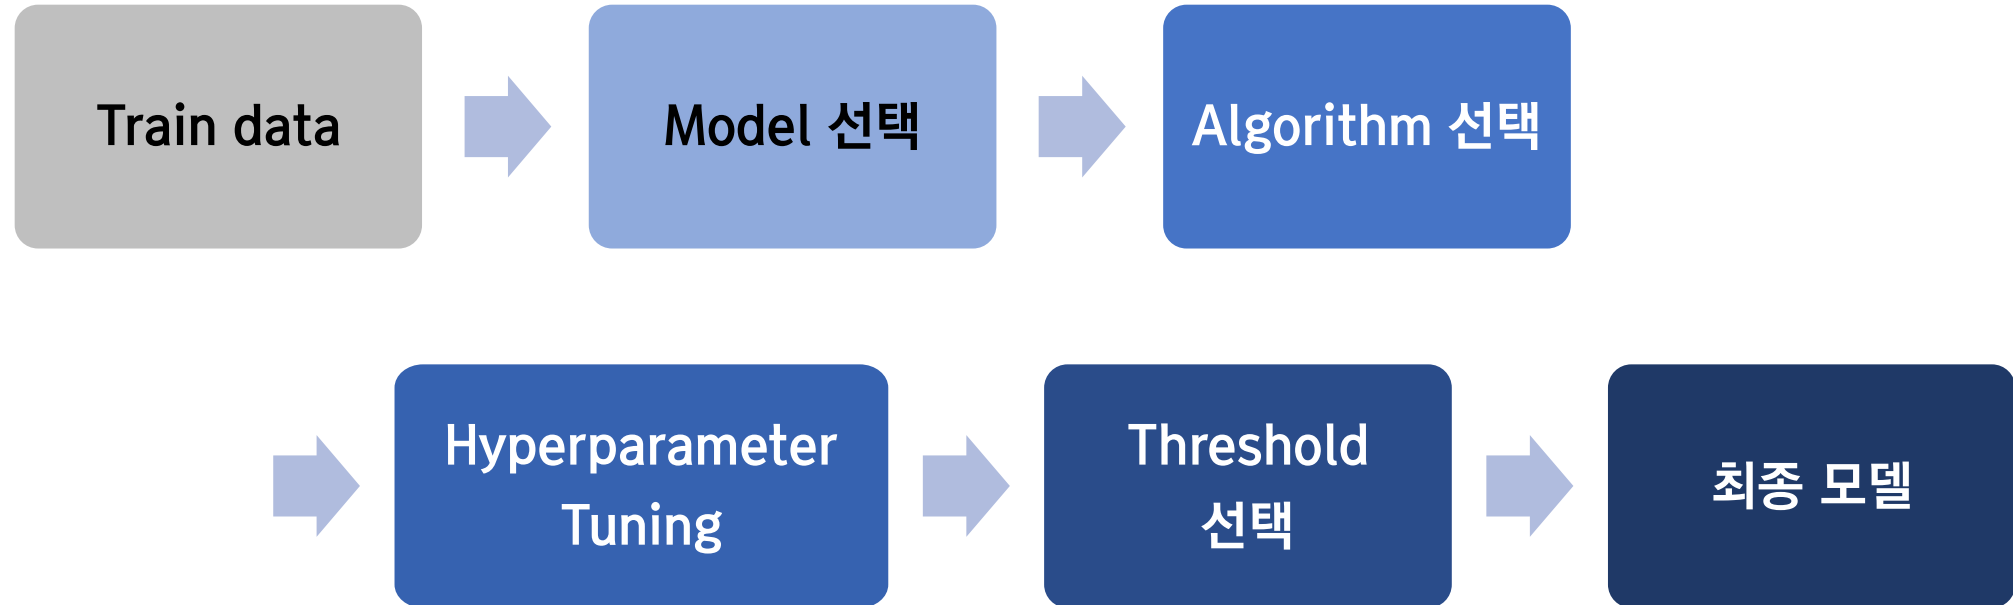 Train data
Model 선택
Algorithm 선택
Hyperparameter
Tuning
Threshold
선택
최종 모델